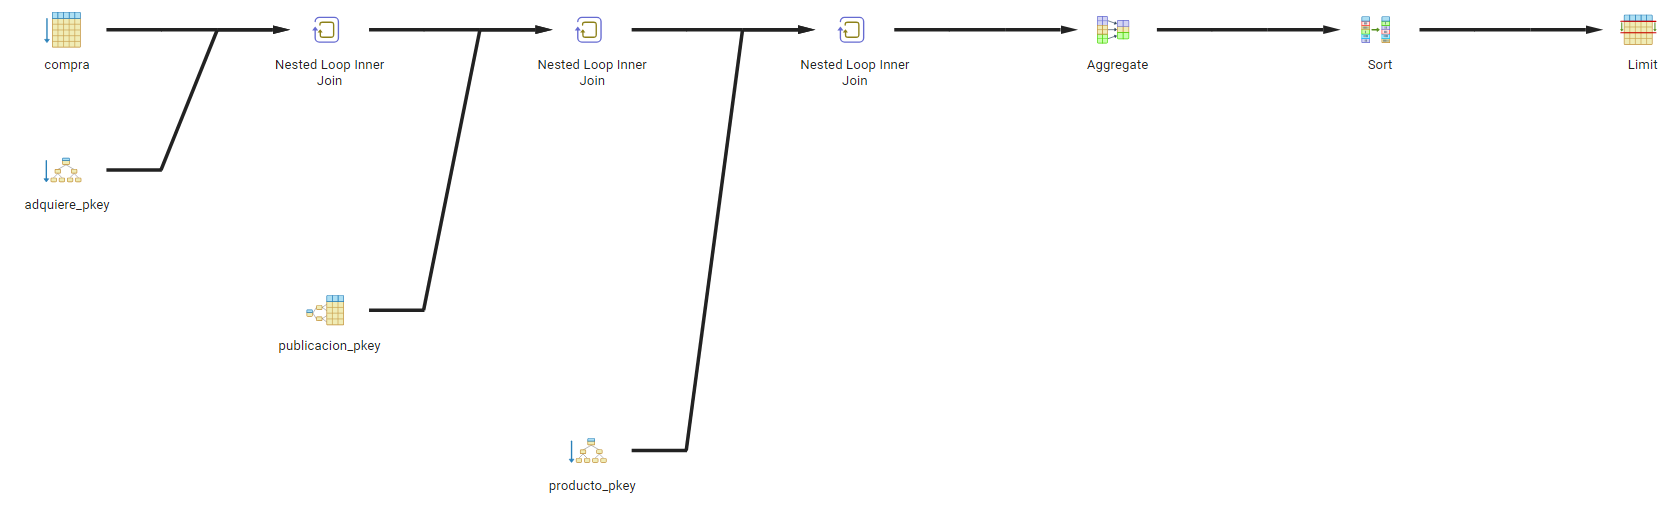 compra
Nested Loop Inner
Join
Nested Loop Inner
Join
Nested Loop Inner
Join
Aggregate
Sort
Limit
adquiere_pkey
publicacion_pkey
producto_pkey